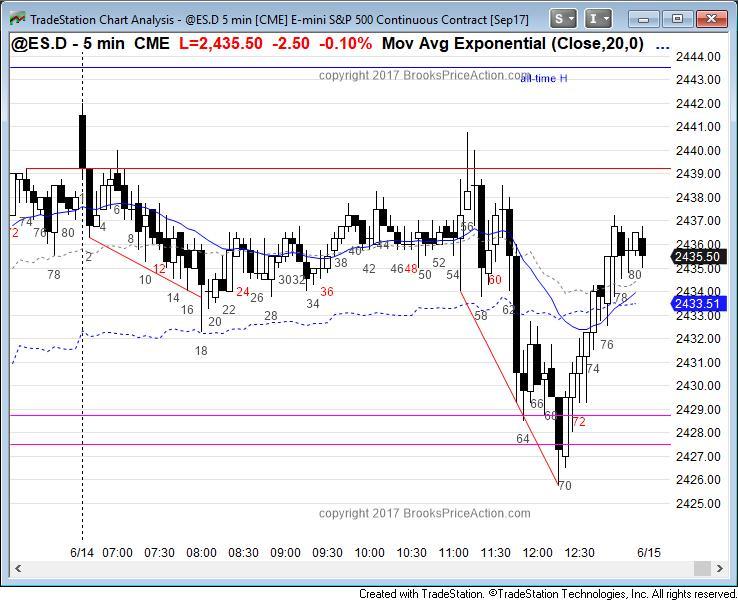 TradeStation Chart Analysis - @ES.D 5 min [CME] E-mini S&P 500 Continuous Contract [Sep17]
S
I
@ES.D - 5 min CME L=2,435.50 -2.50 -0.10% Mov Avg Exponential (Close,20,0) ...
copyright 2017 BrooksPriceAction.com
all-time H
2444.00
2443.00
2442.00
2441.00
2440.00
2439.00
2438.00
2437.00
2436.00
2435.50
2435.00
2434.00
2433.51
2433.00
2432.00
2431.00
2430.00
2429.00
2428.00
2427.00
2426.00
2425.00
74 76 78 80 2 4 6 8 10 12 14 16 18 20 22 24 26 28 30 32 34 36 38 40 42 44 46 48 50 52 54 56 58 60 62 64 66 68 70 72 74 76 78 80
copyright 2017 BrooksPriceAction.com
6/14 07:00 07:30 08:00 08:30 09:00 09:30 10:00 10:30 11:00 11:30 12:00 12:30 6/15
Created with TradeStation. ©TradeStation Technologies, Inc. All rights reserved.